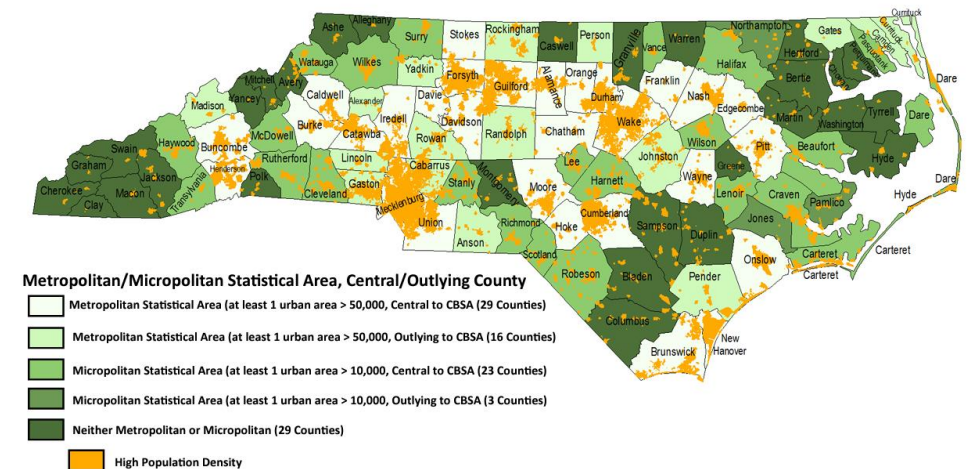 Currituck
Ashe
Alleghany
Surry
Stokes
Rockingham
Caswell
Person
Granville
Vance
Warren
Northampton
Gates
Currituck
Camden
Pasquotank
Perquimans
Chowan
Hertford
Halifax
Watauga
Wilkes
Yadkin
Forsyth
Guilford
Alamance
Orange
Durham
Franklin
Nash
Edgecombe
Bertie
Dare
Mitchell
Avery
Yancey
Caldwell
Alexander
Davie
Iredell
Davidson
Randolph
Chatham
Wake
Martin
Washington
Tyrrell
Dare
Madison
Burke
Catawba
Rowan
Wilson
Johnston
Pitt
Beaufort
Hyde
Swain
Haywood
Buncombe
McDowell
Rutherford
Lincoln
Cabarrus
Lee
Harnett
Wayne
Greene
Lenoir
Craven
Pamlico
Graham
Jackson
Henderson
Polk
Cleveland
Gaston
Stanly
Montgomery
Moore
Dare
Hyde
Cherokee
Macon
Clay
Transylvania
Mecklenburg
Union
Anson
Richmond
Hoke
Cumberland
Sampson
Duplin
Jones
Carteret
Carteret
Carteret
Scotland
Robeson
Bladen
Pender
Onslow
Columbus
Brunswick
New
Hanover
Metropolitan/Micropolitan Statistical Area, Central/Outlying County
Metropolitan Statistical Area (at least 1 urban area > 50,000, Central to CBSA (29 Counties)
Metropolitan Statistical Area (at least 1 urban area > 50,000, Outlying to CBSA (16 Counties)
Micropolitan Statistical Area (at least 1 urban area > 10,000, Central to CBSA (23 Counties)
Micropolitan Statistical Area (at least 1 urban area > 10,000, Outlying to CBSA (3 Counties)
Neither Metropolitan or Micropolitan (29 Counties)
High Population Density